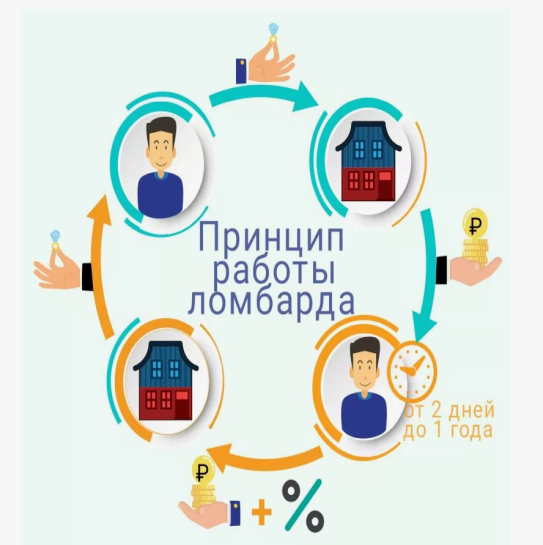 Принцип
работы
ломбарда
₽
от 2 дней
до 1 года
₽
+ %